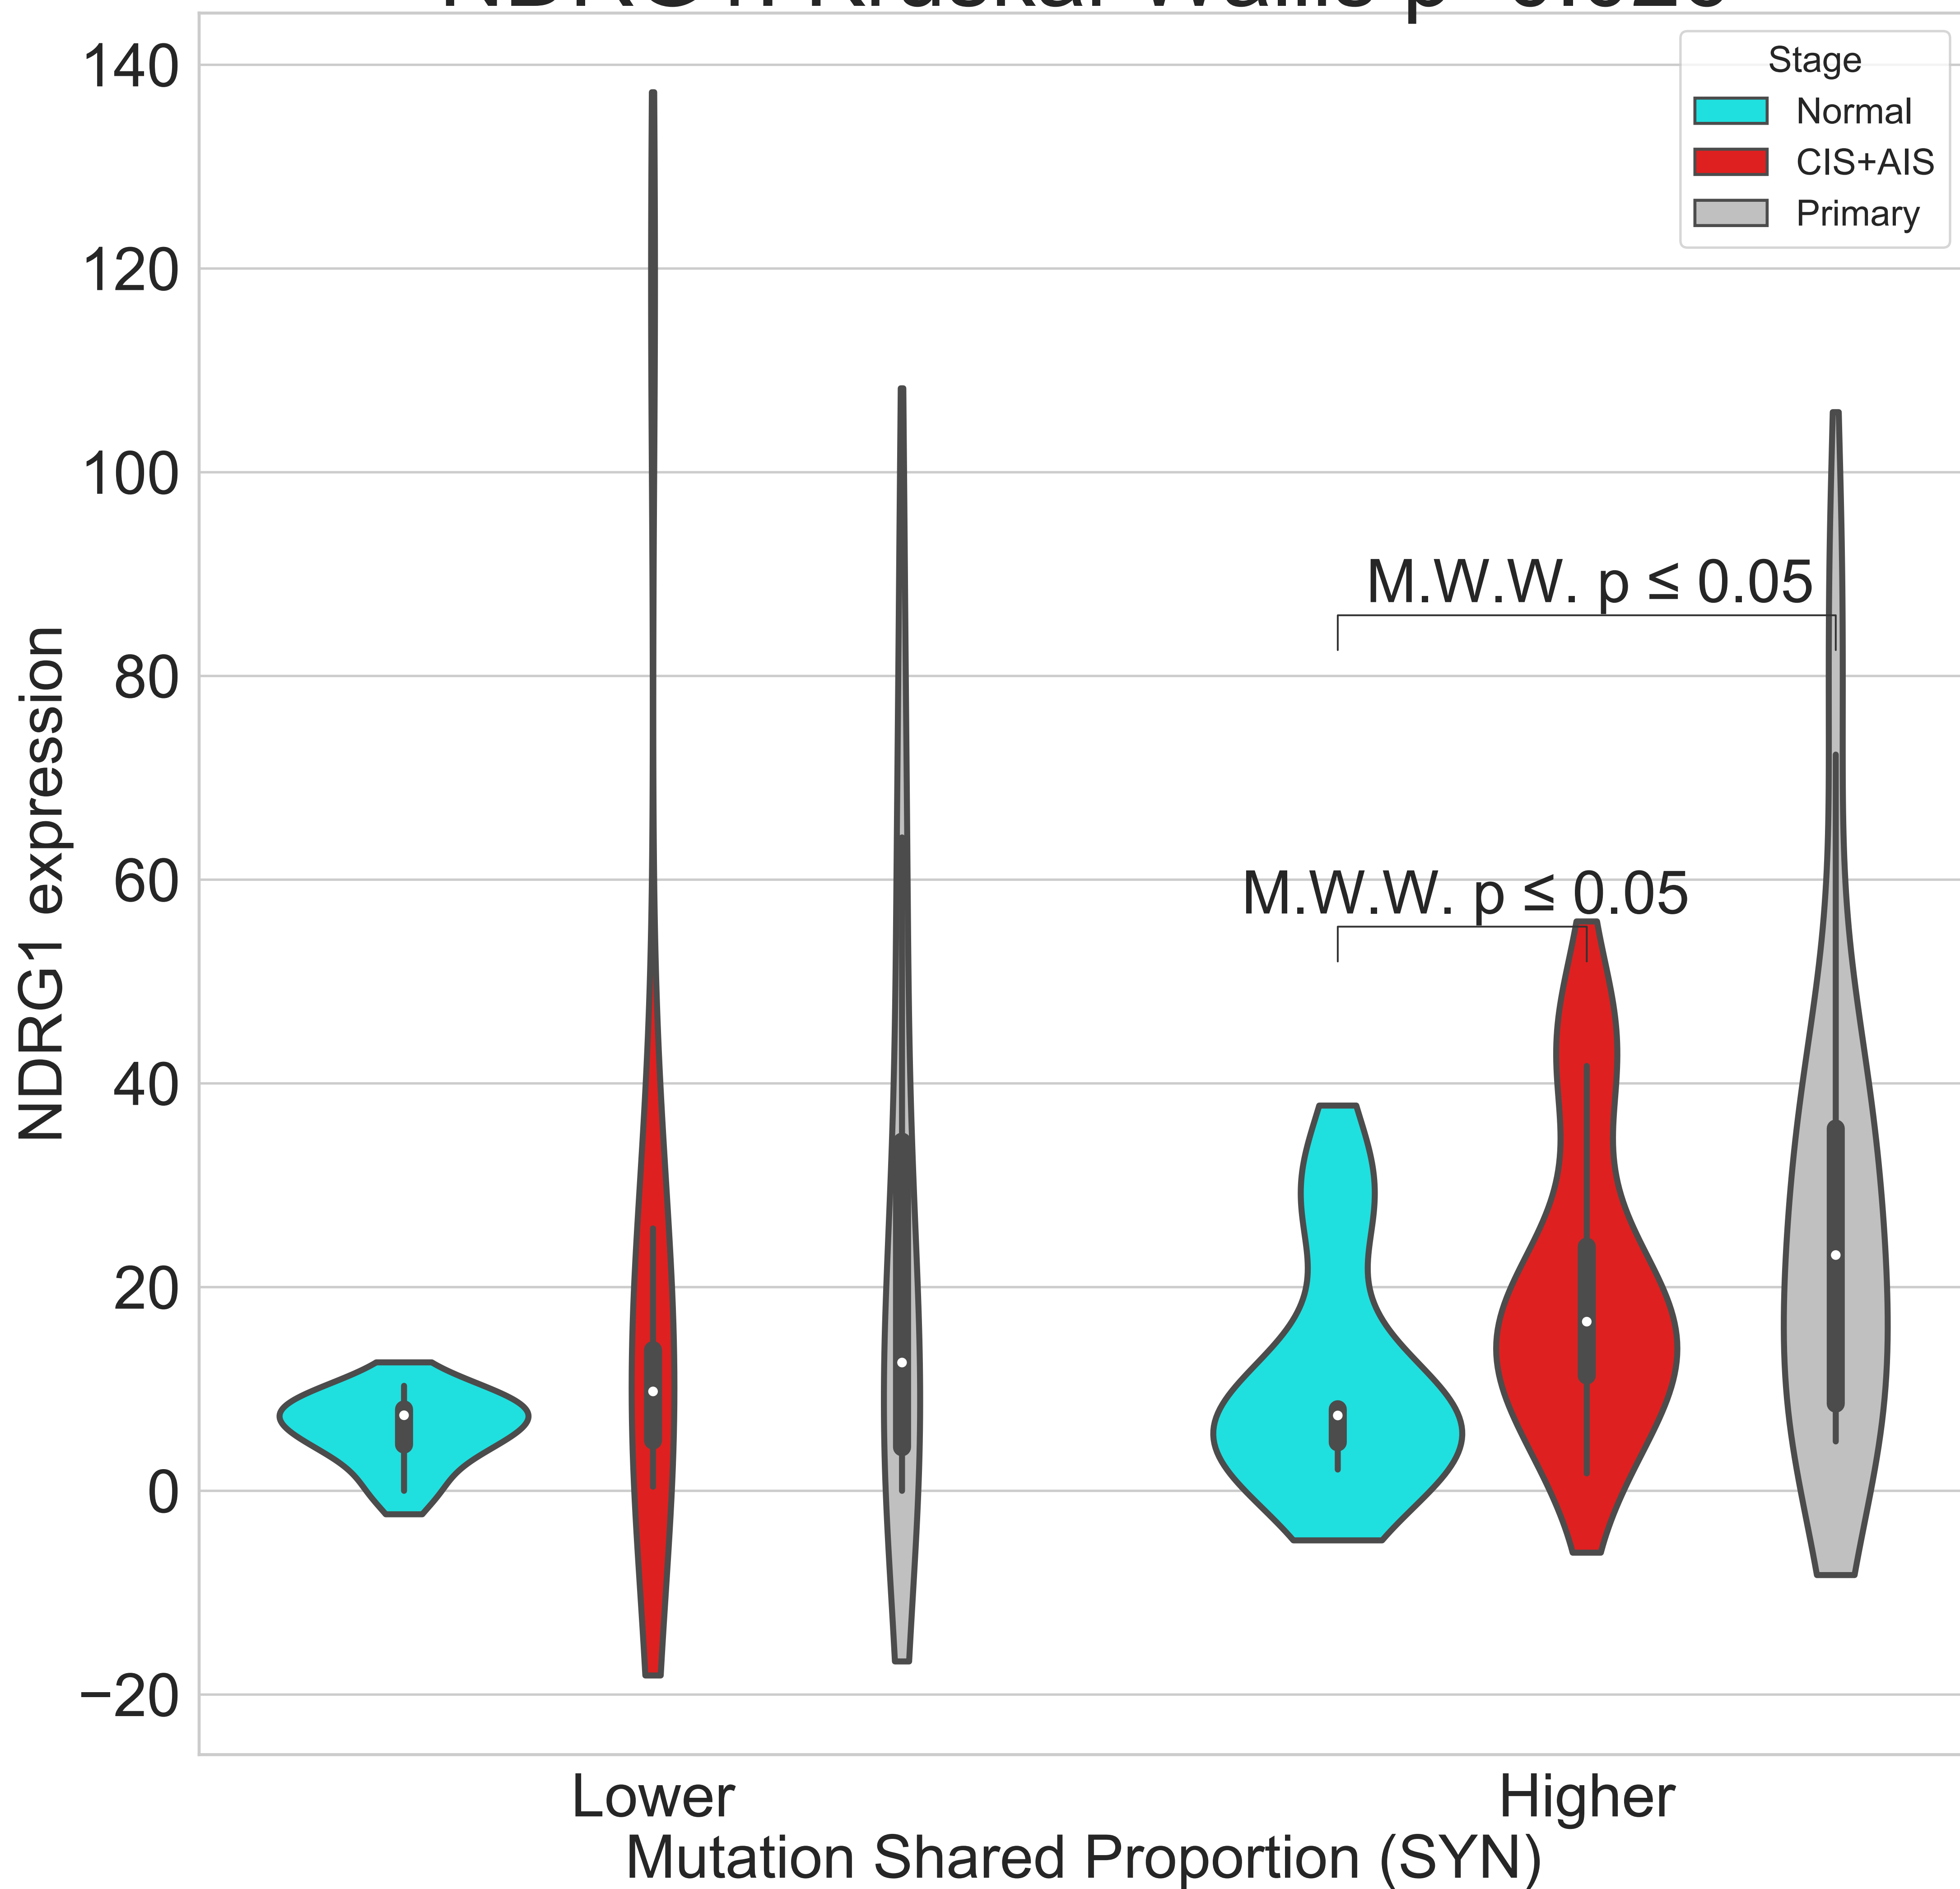 140
120
100
80
60
40
20
0
−20
NDRG1 expression
Stage
Normal
CIS+AIS
Primary
M.W.W. p ≤ 0.05
M.W.W. p ≤ 0.05
Lower
Higher
Mutation Shared Proportion (SYN)